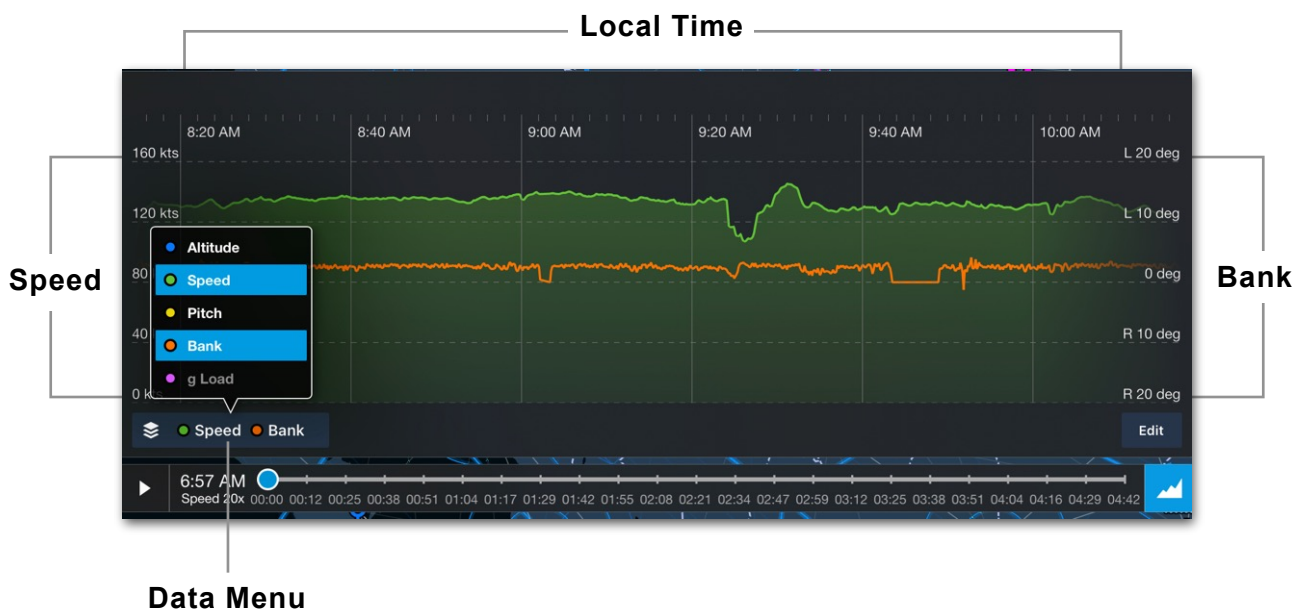 Local Time
8:20 AM 8:40 AM 9:00 AM 9:20 AM 9:40 AM 10:00 AM
160 kts L 20 deg
120 kts L 10 deg
Altitude
Speed 80 Speed 0 deg Bank
Pitch
40 R 10 deg
Bank
g Load
0 kts R 20 deg
Speed Bank Edit
6:57 AM
Speed 20x 00:00 00:12 00:25 00:38 00:51 01:04 01:17 01:29 01:42 01:55 02:08 02:21 02:34 02:47 02:59 03:12 03:25 03:38 03:51 04:04 04:16 04:29 04:42
Data Menu